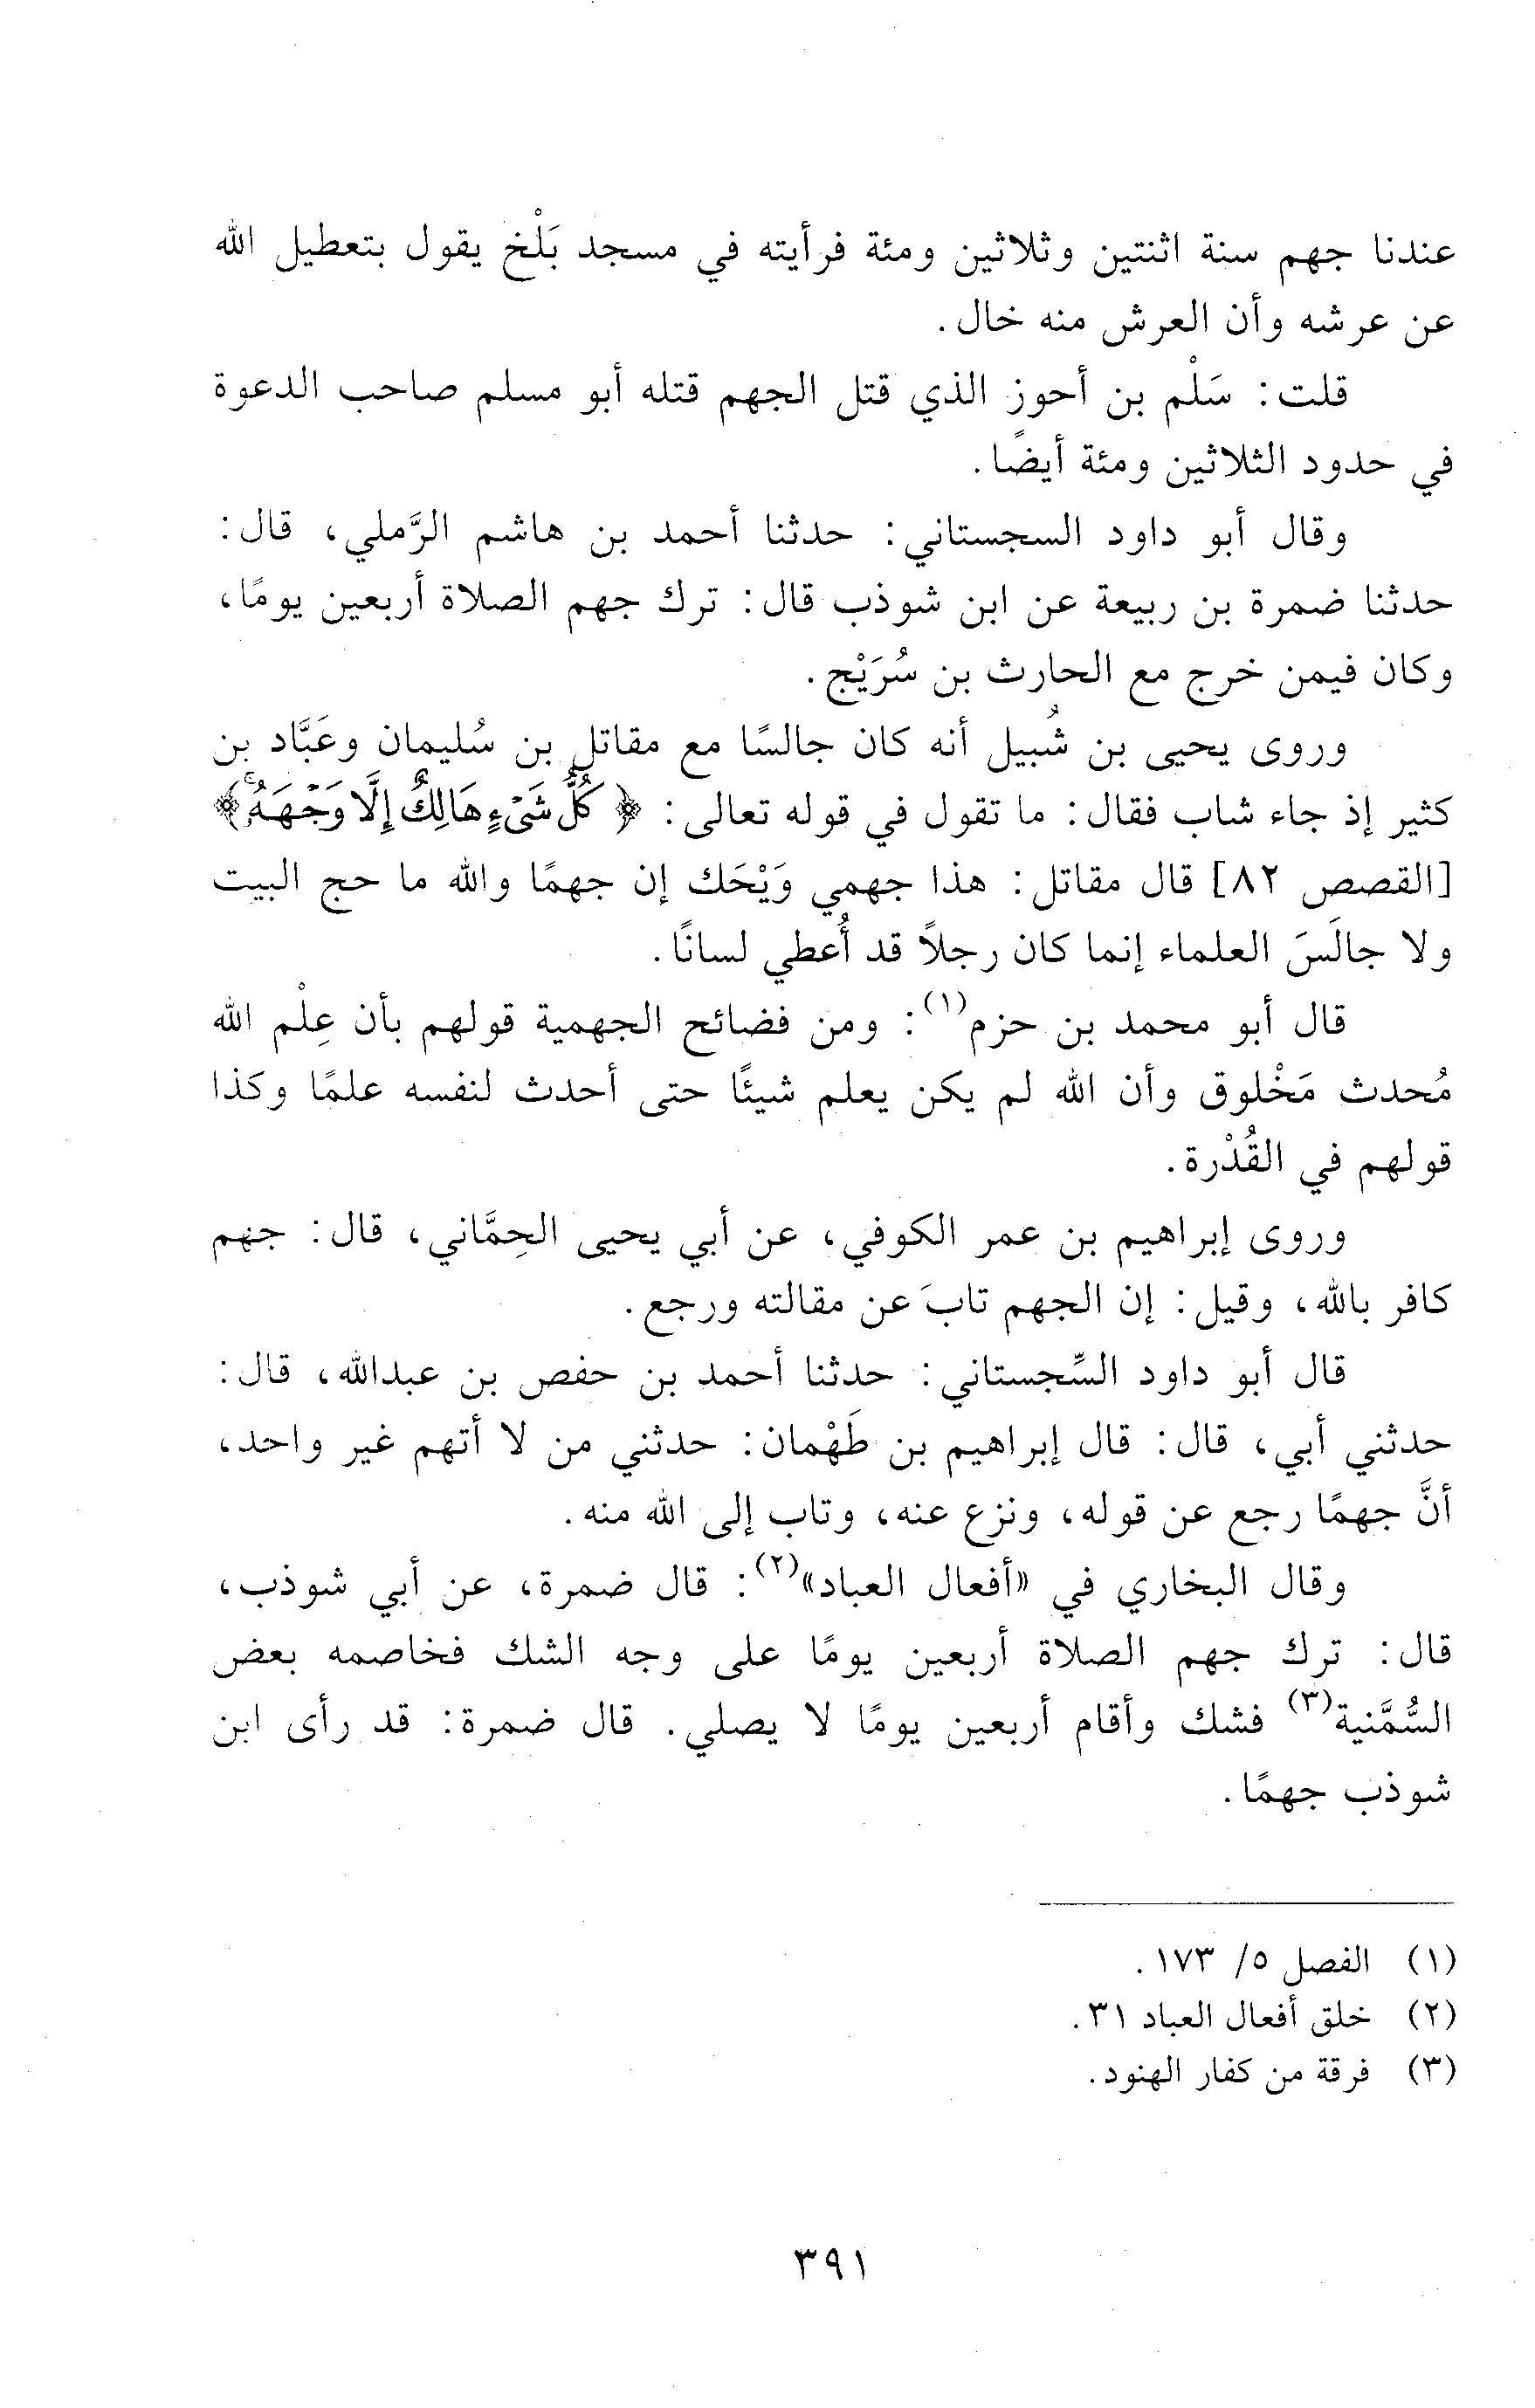 عندنا جهم سنة اثنتين وثلاثين ومئة فرأيته في مسجد بَلْخ يقول بتعطيل الله
عن عرشه وأن العرش منه خال.
قلت: سَلْم بن أحوز الذي قتل الجهم قتله أبو مسلم صاحب الدعوة
في حدود الثلاثين ومئة أيضًا.
وقال أبو داود السجستاني: حدثنا أحمد بن هاشم الرَّملي، قال:
حدثنا ضمرة بن ربيعة عن ابن شوذب قال: ترك جهم الصلاة أربعين يومًا،
وكان فيمن خرج مع الحارث بن سُرَيْج.
وروى يحيى بن شُبيل أنه كان جالسًا مع مقاتل بن سُليمان وعَبَّاد بن
كثير إذ جاء شاب فقال: ما تقول في قوله تعالى: ﴿ كُلُّ شَىْءٍ هَالِكٌ إِلَّا وَجْهَهُۥ ۚ﴾
[القصص ٨٢] قال مقاتل: هذا جهمي وَيْحَك إن جهمًا والله ما حج البيت
ولا جالَسَ العلماء إنما كان رجلاً قد أُعطي لسانًا.
قال أبو محمد بن حزم(١): ومن فضائح الجهمية قولهم بأن عِلْم الله
مُحدث مَخْلوق وأن الله لم يكن يعلم شيئًا حتى أحدث لنفسه علمًا وكذا
قولهم في القُدْرة.
وروى إبراهيم بن عمر الكوفي، عن أبي يحيى الحِمَّاني، قال: جهم
كافر بالله، وقيل: إن الجهم تابَ عن مقالته ورجع.
قال أبو داود السِّجستاني: حدثنا أحمد بن حفص بن عبدالله، قال:
حدثني أبي، قال: قال إبراهيم بن طَهْمان: حدثني من لا أتهم غير واحد،
أنَّ جهمًا رجع عن قوله، ونزع عنه، وتاب إلى الله منه.
وقال البخاري في «أفعال العباد»(٢): قال ضمرة، عن أبي شوذب،
قال: ترك جهم الصلاة أربعين يومًا على وجه الشك فخاصمه بعض
السُّمَّنية(٣) فشك وأقام أربعين يومًا لا يصلي. قال ضمرة: قد رأى ابن
شوذب جهمًا.
(١) الفصل ٥/ ١٧٣.
(٢) خلق أفعال العباد ٣١.
(٣) فرقة من كفار الهنود.
٣٩١